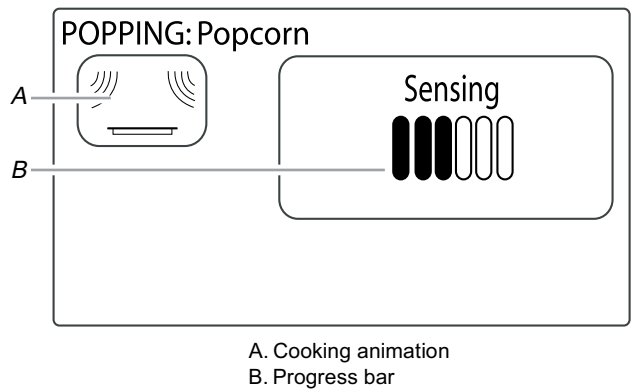 POPPING: Popcorn
A
Sensing
B
A. Cooking animation
B. Progress bar